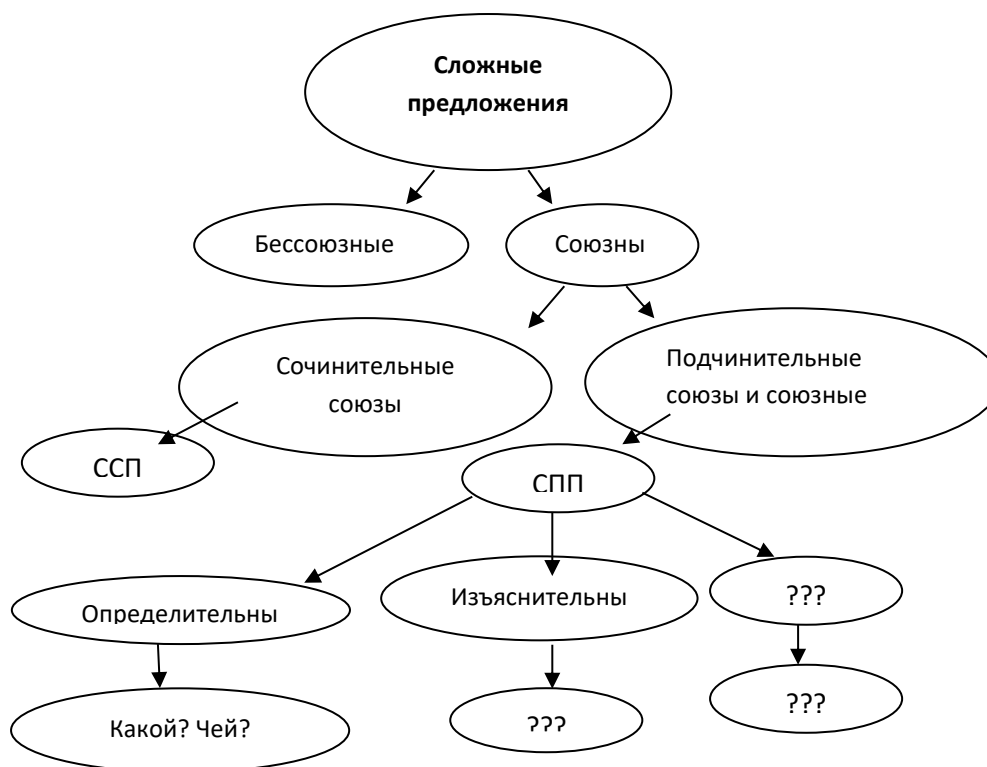 Сложные
предложения
Бессоюзные
Союзны
Сочинительные
союзы
Подчинительные
союзы и союзные
ССП
СПП
Определительны
Изъяснительны
???
Какой? Чей?
???
???